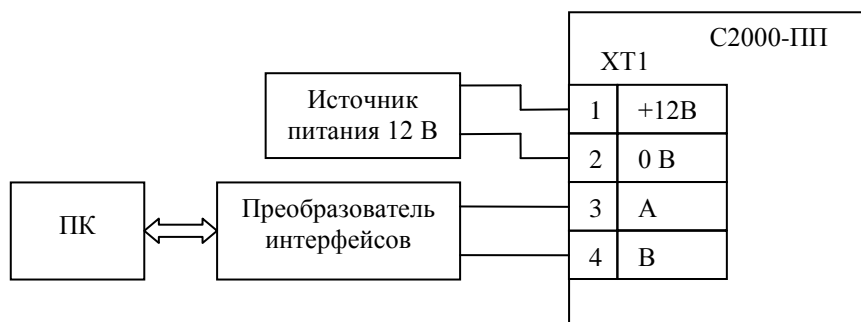 С2000-ПП
XT1
Источник
питания 12 В
1 +12В
2 0 В
3 А
4 В
ПК
Преобразователь
интерфейсов